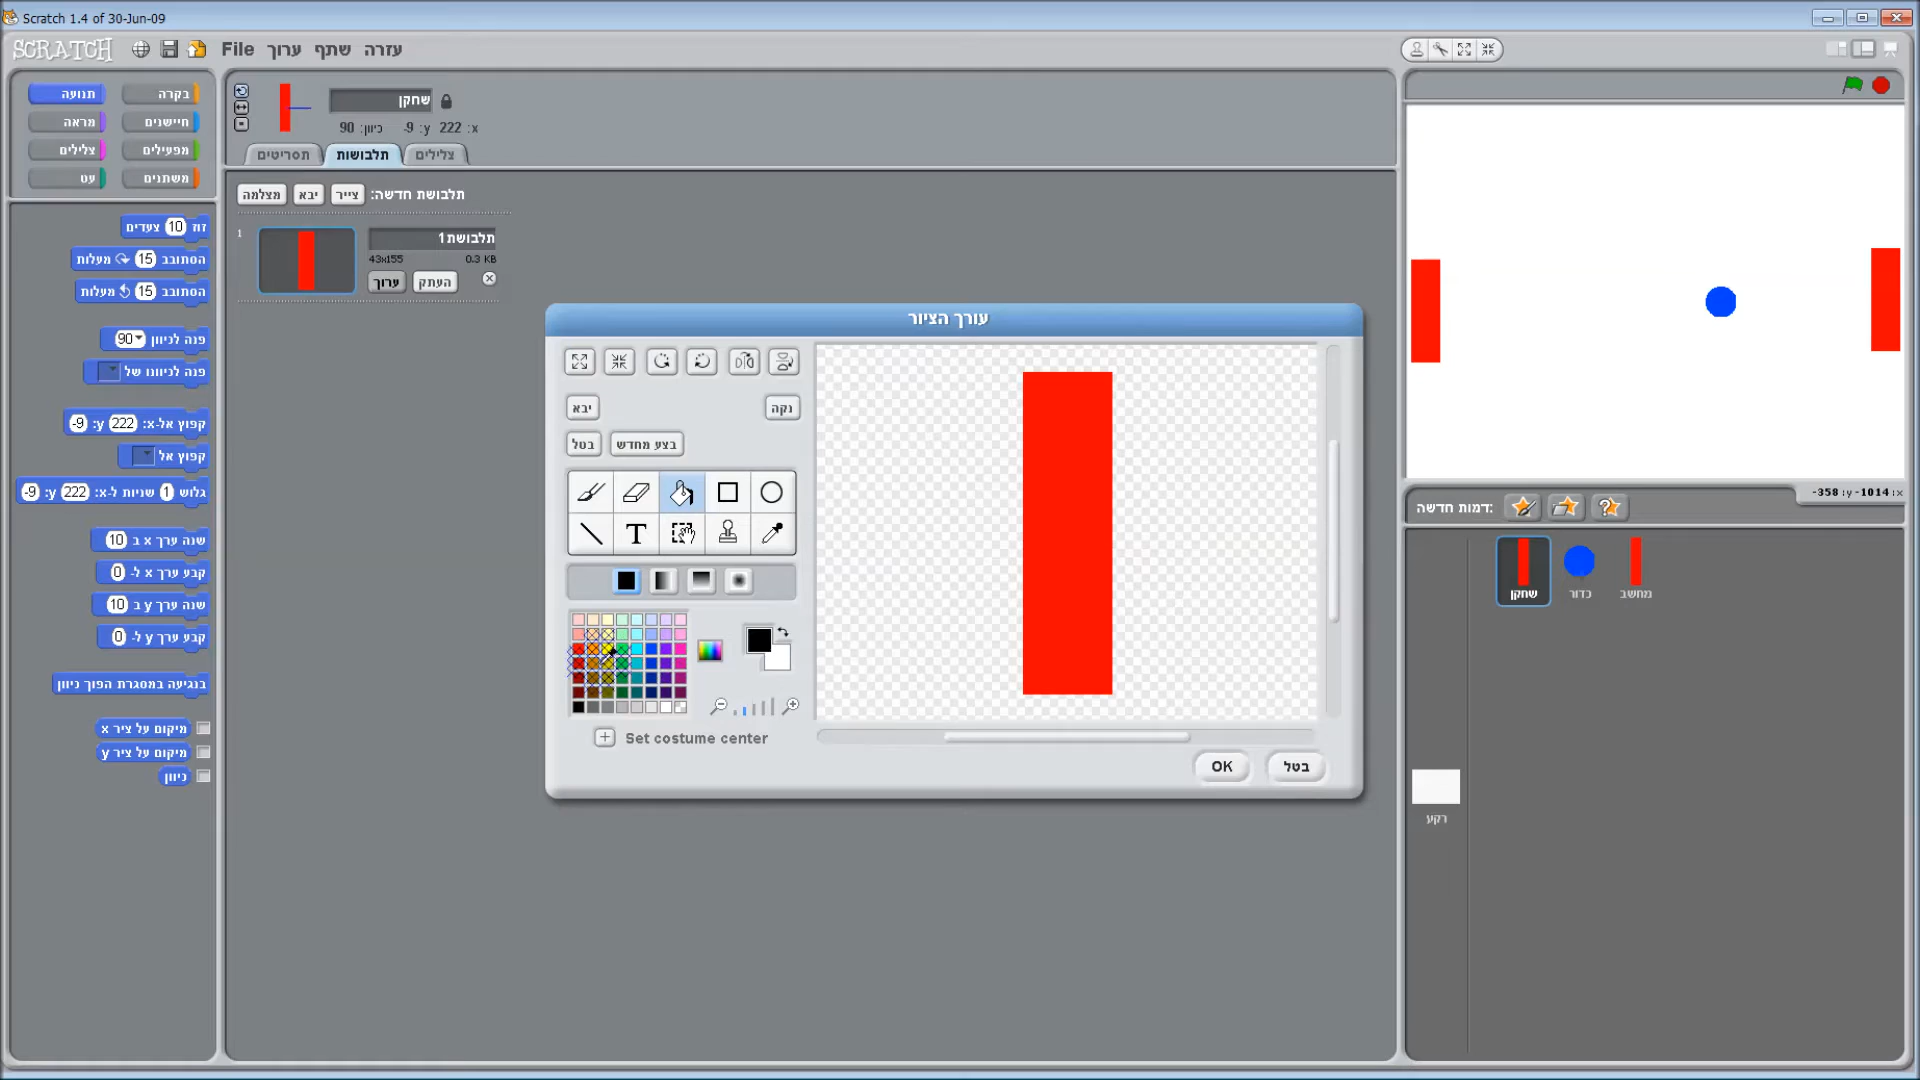 Scratch 1.4 of 30-Jun-09
SCRATCH
File ערוך שתף עזרה
תנועה בקרה
מראה חיישנים
צלילים מפעילים
עט משתנים
זוז 10 צעדים
הסתובב 15 מעלות
הסתובב 15 מעלות
פנה לכיוון 90
פנה לכיוונו של
קפוץ אל-x: 222 y: -9
קפוץ אל
גלוש 1 שניות ל-x: 222 y: -9
שנה ערך x ב 10
קבע ערך x ל- 0
שנה ערך y ב 10
קבע ערך y ל- 0
בנגיעה במסגרת הפוך כיוון
מיקום על ציר x
מיקום על ציר y
כיוון
שחקן
x: 222 y: -9 כיוון: 90
תסריטים תלבושות צלילים
תלבושת חדשה: צייר יבא מצלמה
1
תלבושת1
43x155 0.3 KB
ערוך העתק
עורך הציור
יבא נקה
בטל בצע מחדש
T
Set costume center
OK בטל
x: -1014 y: -358
דמות חדשה:
שחקן כדור מחשב
רקע